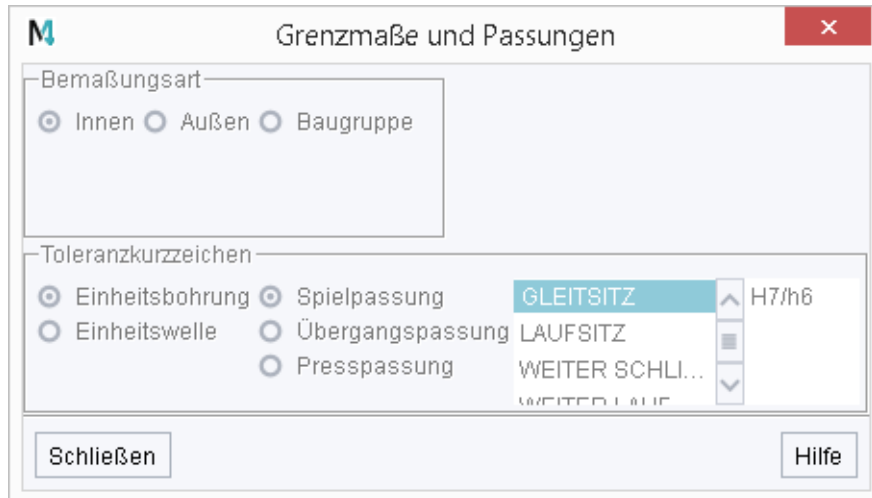 M4 Grenzmaße und Passungen
Bemaßungsart
Innen Außen Baugruppe
Toleranzkurzzeichen
Einheitsbohrung Spielpassung GLEITSITZ H7/h6
Einheitswelle Übergangspassung LAUFSITZ
Presspassung WEITER SCHLI...
Schließen Hilfe